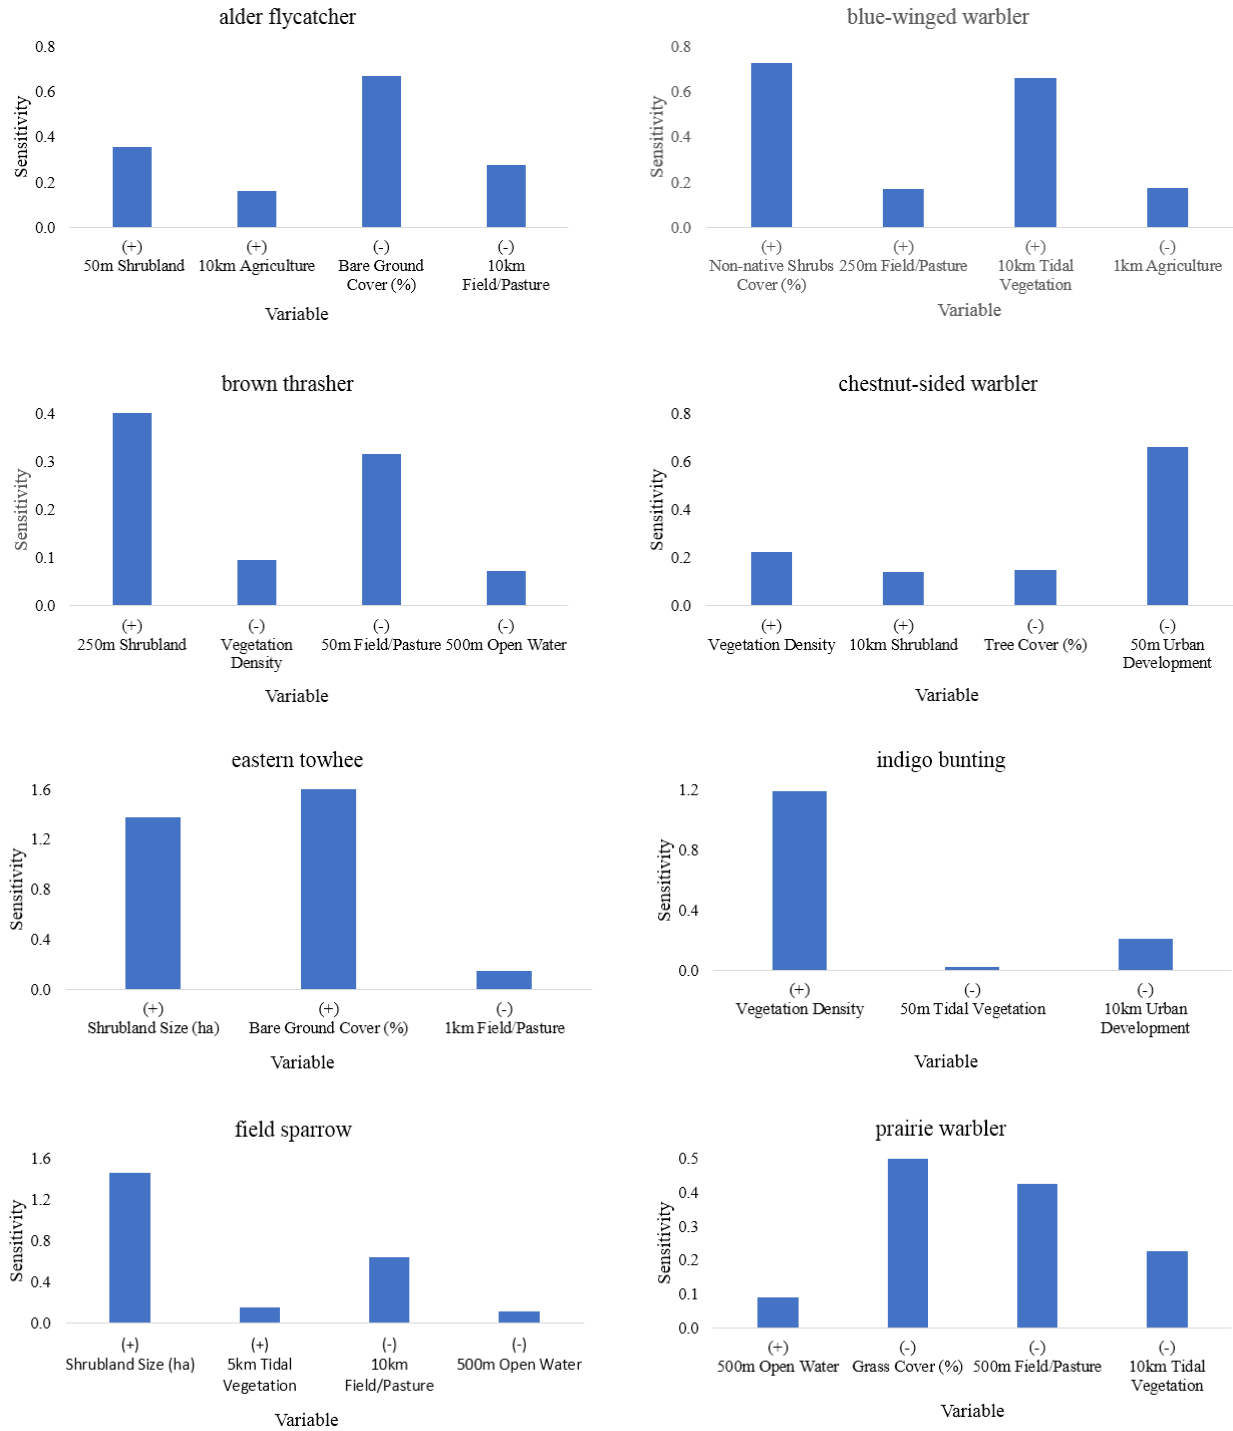 alder flycatcher
Sensitivity
0.8
0.6
0.4
0.2
0.0
(+) (+) (-) (-)
50m Shrubland 10km Agriculture Bare Ground 10km
Cover (%) Field/Pasture
Variable
blue-winged warbler
Sensitivity
0.8
0.6
0.4
0.2
0.0
(+) (+) (+) (-)
Non-native Shrubs 250m Field/Pasture 10km Tidal 1km Agriculture
Cover (%) Vegetation
Variable
brown thrasher
Sensitivity
0.4
0.3
0.2
0.1
0.0
(+) (-) (-) (-)
250m Shrubland Vegetation 50m Field/Pasture 500m Open Water
Density
Variable
chestnut-sided warbler
Sensitivity
0.8
0.6
0.4
0.2
0.0
(+) (+) (-) (-)
Vegetation Density 10km Shrubland Tree Cover (%) 50m Urban
Development
Variable
eastern towhee
Sensitivity
1.6
1.2
0.8
0.4
0.0
(+) (+) (-)
Shrubland Size (ha) Bare Ground Cover (%) 1km Field/Pasture
Variable
indigo bunting
Sensitivity
1.2
0.8
0.4
0.0
(+) (-) (-)
Vegetation Density 50m Tidal Vegetation 10km Urban
Development
Variable
field sparrow
Sensitivity
1.6
1.2
0.8
0.4
0.0
(+) (+) (-) (-)
Shrubland Size (ha) 5km Tidal 10km 500m Open Water
Vegetation Field/Pasture
Variable
prairie warbler
Sensitivity
0.5
0.4
0.3
0.2
0.1
0.0
(+) (-) (-) (-)
500m Open Water Grass Cover (%) 500m Field/Pasture 10km Tidal
Vegetation
Variable